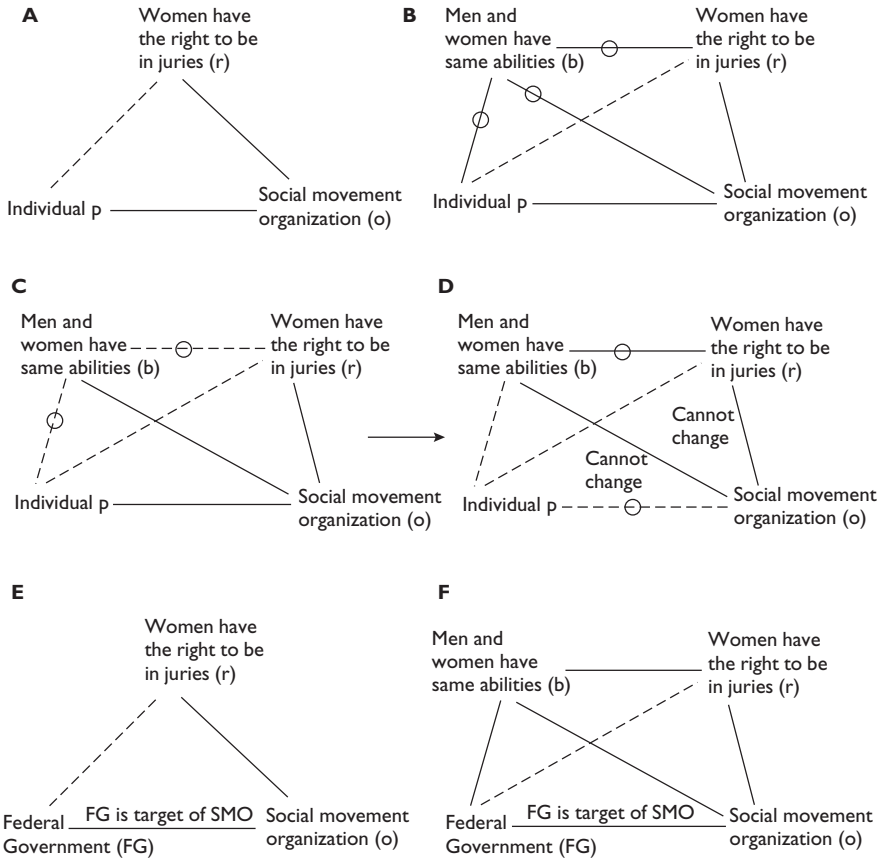 A
Women have
the right to be
in juries (r)
Individual p
Social movement
organization (o)
B
Men and
women have
same abilities (b)
Women have
the right to be
in juries (r)
Individual p
Social movement
organization (o)
C
Men and
women have
same abilities (b)
Women have
the right to be
in juries (r)
Individual p
Social movement
organization (o)
D
Men and
women have
same abilities (b)
Women have
the right to be
in juries (r)
Cannot
change
Cannot
change
Individual p
Social movement
organization (o)
E
Women have
the right to be
in juries (r)
Federal
Government (FG)
FG is target of SMO
Social movement
organization (o)
F
Men and
women have
same abilities (b)
Women have
the right to be
in juries (r)
Federal
Government (FG)
FG is target of SMO
Social movement
organization (o)